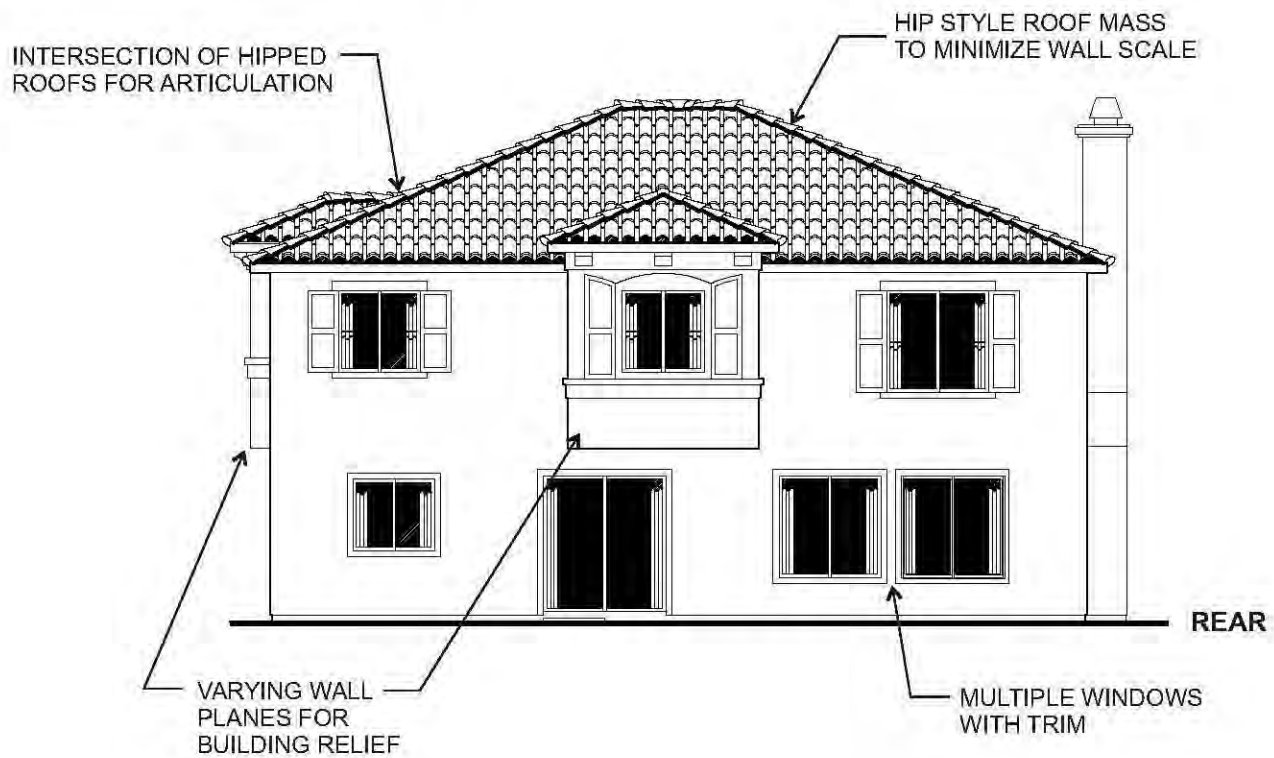 INTERSECTION OF HIPPED
ROOFS FOR ARTICULATION
HIP STYLE ROOF MASS
TO MINIMIZE WALL SCALE
REAR
VARYING WALL
PLANES FOR
BUILDING RELIEF
MULTIPLE WINDOWS
WITH TRIM